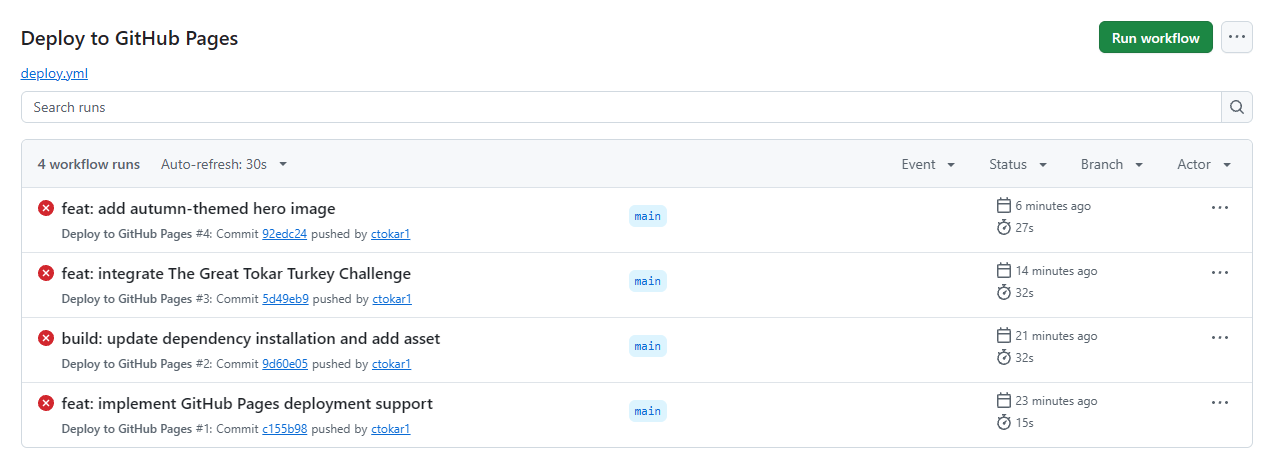 Deploy to GitHub Pages
Run workflow
deploy.yml
Search runs
4 workflow runs Auto-refresh: 30s Event Status Branch Actor
feat: add autumn-themed hero image
Deploy to GitHub Pages #4: Commit 92edc24 pushed by ctokar1
main
6 minutes ago
27s
feat: integrate The Great Tokar Turkey Challenge
Deploy to GitHub Pages #3: Commit 5d49eb9 pushed by ctokar1
main
14 minutes ago
32s
build: update dependency installation and add asset
Deploy to GitHub Pages #2: Commit 9d60e05 pushed by ctokar1
main
21 minutes ago
32s
feat: implement GitHub Pages deployment support
Deploy to GitHub Pages #1: Commit c155b98 pushed by ctokar1
main
23 minutes ago
15s